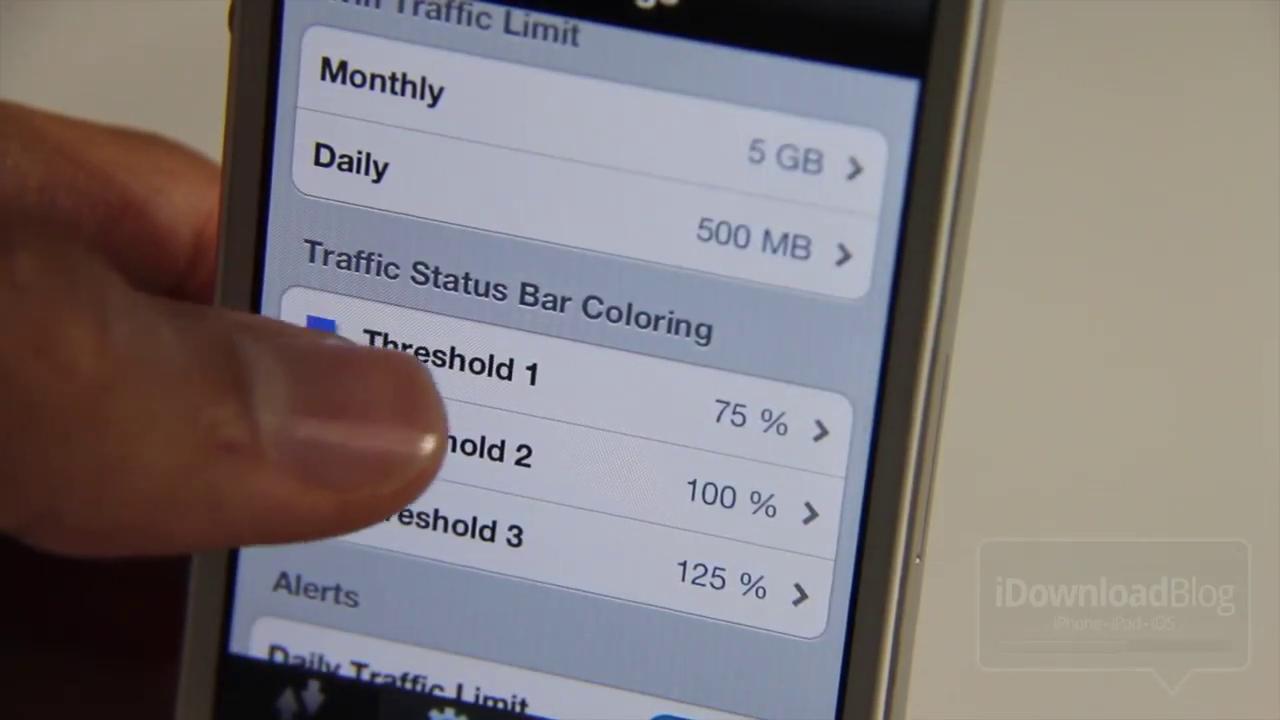 Traffic Limit
Monthly
5 GB
Daily
500 MB
Traffic Status Bar Coloring
Threshold 1
75 %
hold 2
100 %
reshold 3
125 %
Alerts
Daily Traffic Limit
iDownloadBlog
iPhone-iPad-iOS